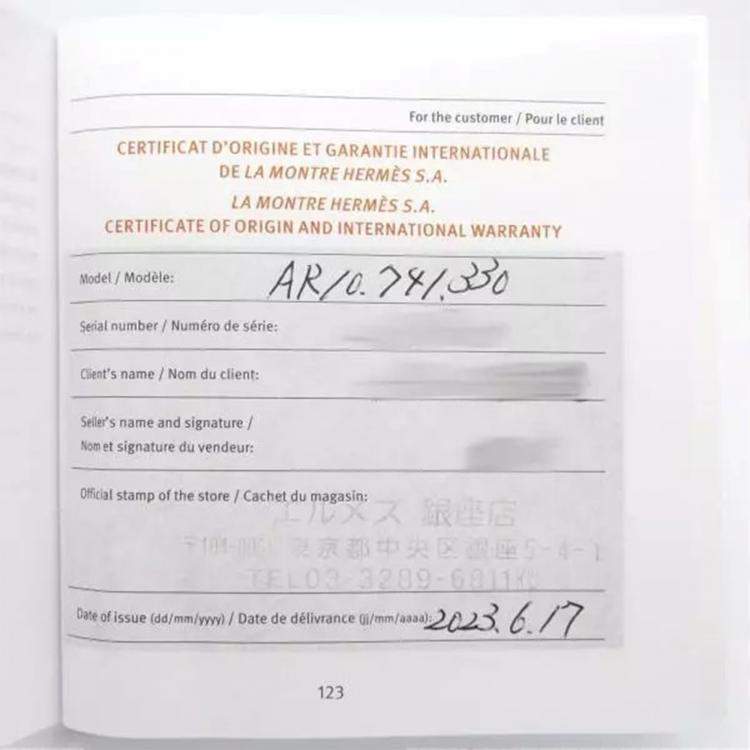 For the customer / Pour le client
CERTIFICAT D'ORIGINE ET GARANTIE INTERNATIONALE
DE LA MONTRE HERMÈS S.A.
LA MONTRE HERMÈS S.A.
CERTIFICATE OF ORIGIN AND INTERNATIONAL WARRANTY
Model / Modèle: AR/0.741.330
Serial number / Numéro de série:
Client's name / Nom du client:
Seller's name and signature /
Nom et signature du vendeur:
Official stamp of the store / Cachet du magasin:
エルメス 銀座店
東京都中央区銀座5-4-1
TEL03-3289-6811
Date of issue (dd/mm/yyyy) / Date de délivrance (jj/mm/aaaa): 2023.6.17
123